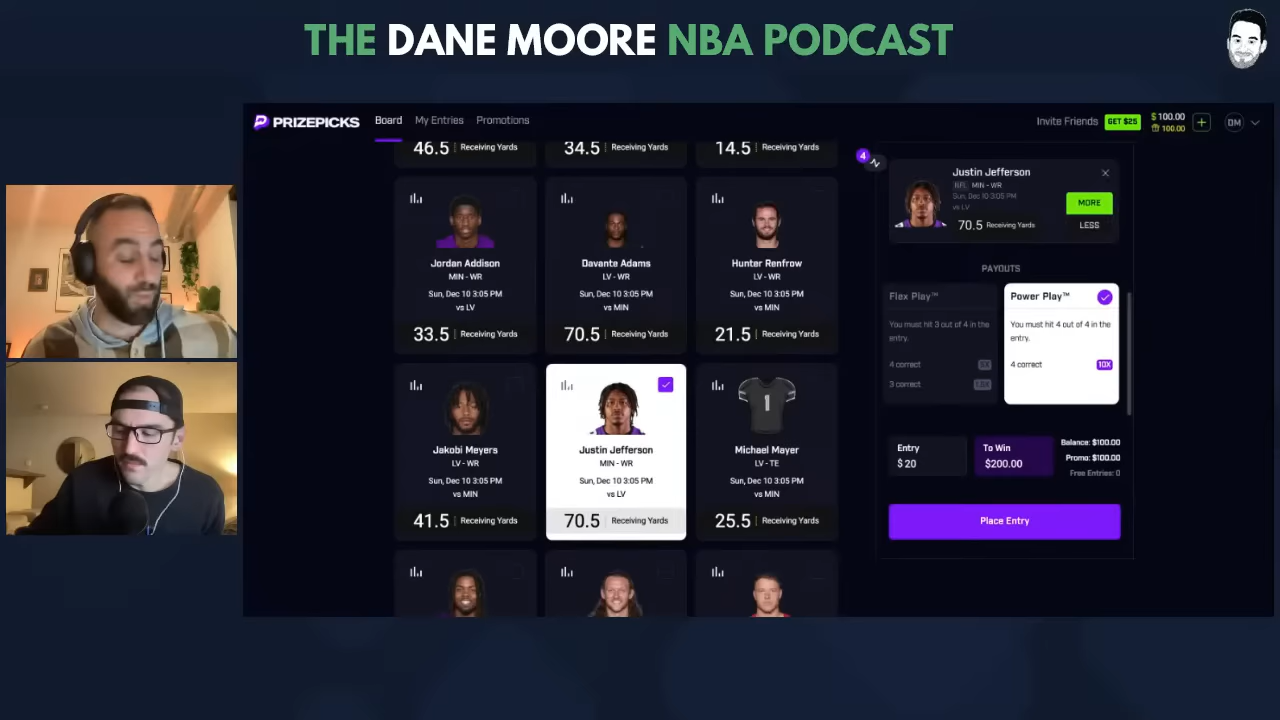 THE DANE MOORE NBA PODCAST
PRIZEPICKS
Board
My Entries
Promotions
Invite Friends
GET $25
$100.00
100.00
DM
46.5 Receiving Yards
34.5 Receiving Yards
14.5 Receiving Yards
Jordan Addison
MIN - WR
Sun, Dec 10 3:05 PM
vs LV
33.5 Receiving Yards
Davante Adams
LV - WR
Sun, Dec 10 3:05 PM
vs MIN
70.5 Receiving Yards
Hunter Renfrow
LV - WR
Sun, Dec 10 3:05 PM
vs MIN
21.5 Receiving Yards
Jakobi Meyers
LV - WR
Sun, Dec 10 3:05 PM
vs MIN
41.5 Receiving Yards
Justin Jefferson
MIN - WR
Sun, Dec 10 3:05 PM
vs LV
70.5 Receiving Yards
1
Michael Mayer
LV - TE
Sun, Dec 10 3:05 PM
vs MIN
25.5 Receiving Yards
4
Justin Jefferson
NFL MIN - WR
Sun, Dec 10 3:05 PM
vs LV
70.5 Receiving Yards
MORE
LESS
PAYOUTS
Flex Play™
You must hit 3 out of 4 in the
entry.
4 correct
3 correct
Power Play™
You must hit 4 out of 4 in the
entry.
4 correct 10X
Entry
$ 20
To Win
$200.00
Balance: $100.00
Promo: $100.00
Free Entries: 0
Place Entry